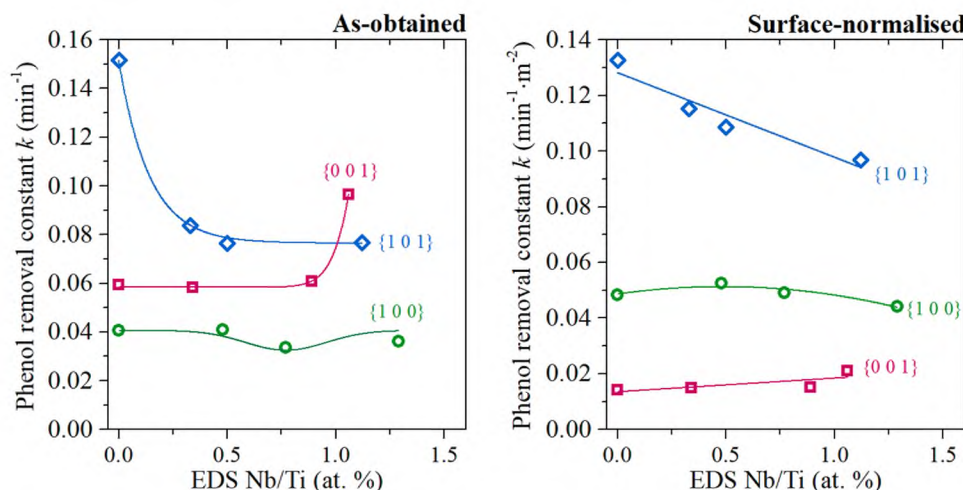 As-obtained
Phenol removal constant k (min⁻¹)
0.16
0.14
0.12
0.10
0.08
0.06
0.04
0.02
0.00
{0 0 1}
{1 0 1}
{1 0 0}
0.0 0.5 1.0 1.5
EDS Nb/Ti (at. %)
Surface-normalised
Phenol removal constant k (min⁻¹·m⁻²)
0.14
0.12
0.10
0.08
0.06
0.04
0.02
0.00
{1 0 1}
{1 0 0}
{0 0 1}
0.0 0.5 1.0 1.5
EDS Nb/Ti (at. %)